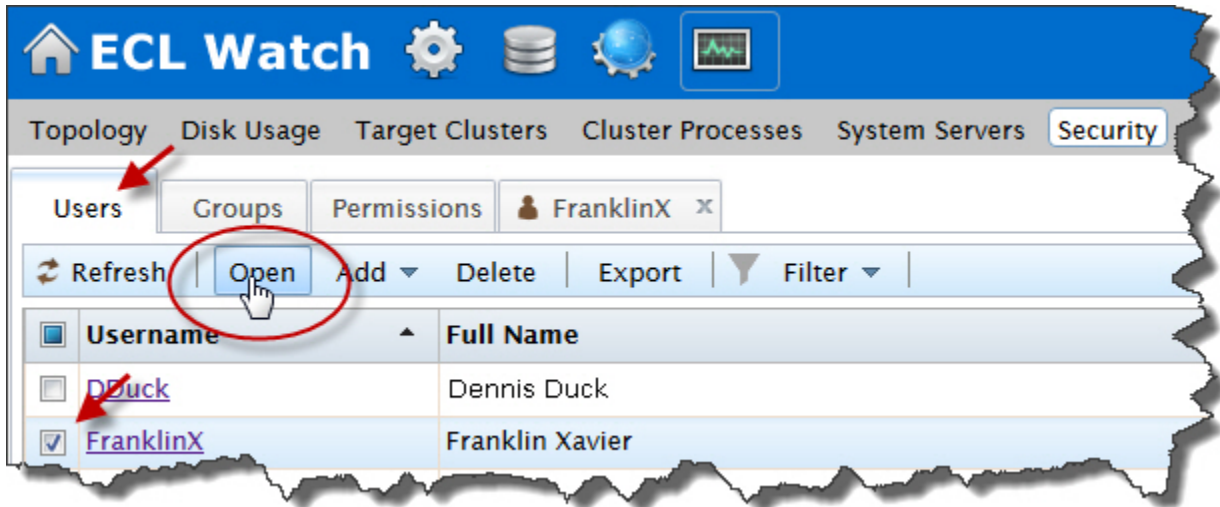 ECL Watch
Topology Disk Usage Target Clusters Cluster Processes System Servers Security
Users Groups Permissions FranklinX x
Refresh Open Add Delete Export Filter
Username Full Name
DDuck Dennis Duck
FranklinX Franklin Xavier